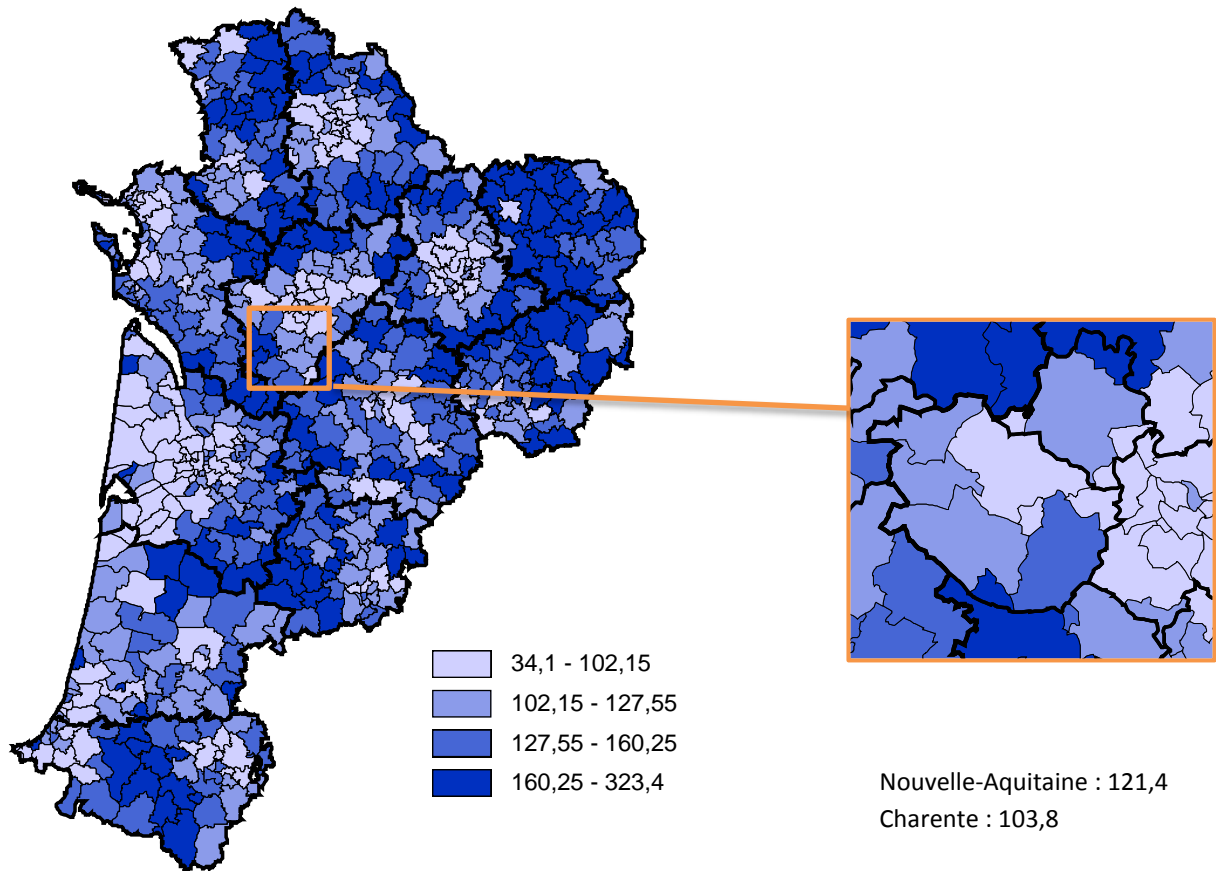 34,1 - 102,15
102,15 - 127,55
127,55 - 160,25
160,25 - 323,4
Nouvelle-Aquitaine : 121,4
Charente : 103,8